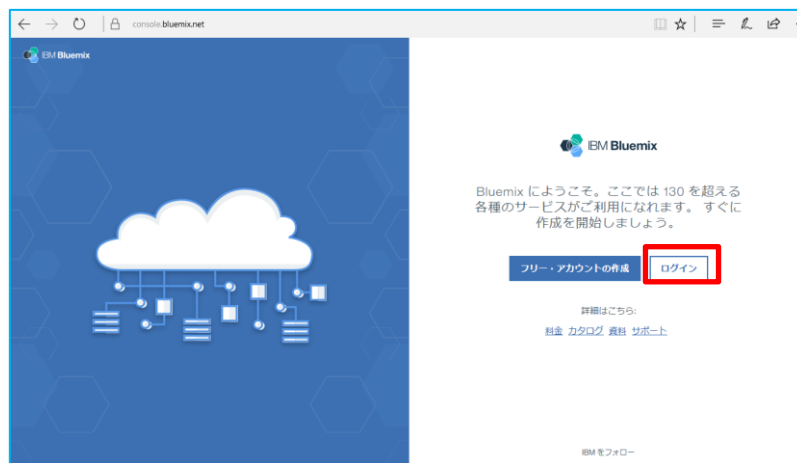 console.bluemix.net
IBM Bluemix
IBM Bluemix
Bluemix にようこそ。ここでは 130 を超える
各種のサービスがご利用になれます。 すぐに
作成を開始しましょう。
フリー・アカウントの作成 ログイン
詳細はこちら:
料金 カタログ 資料 サポート
IBM をフォロー